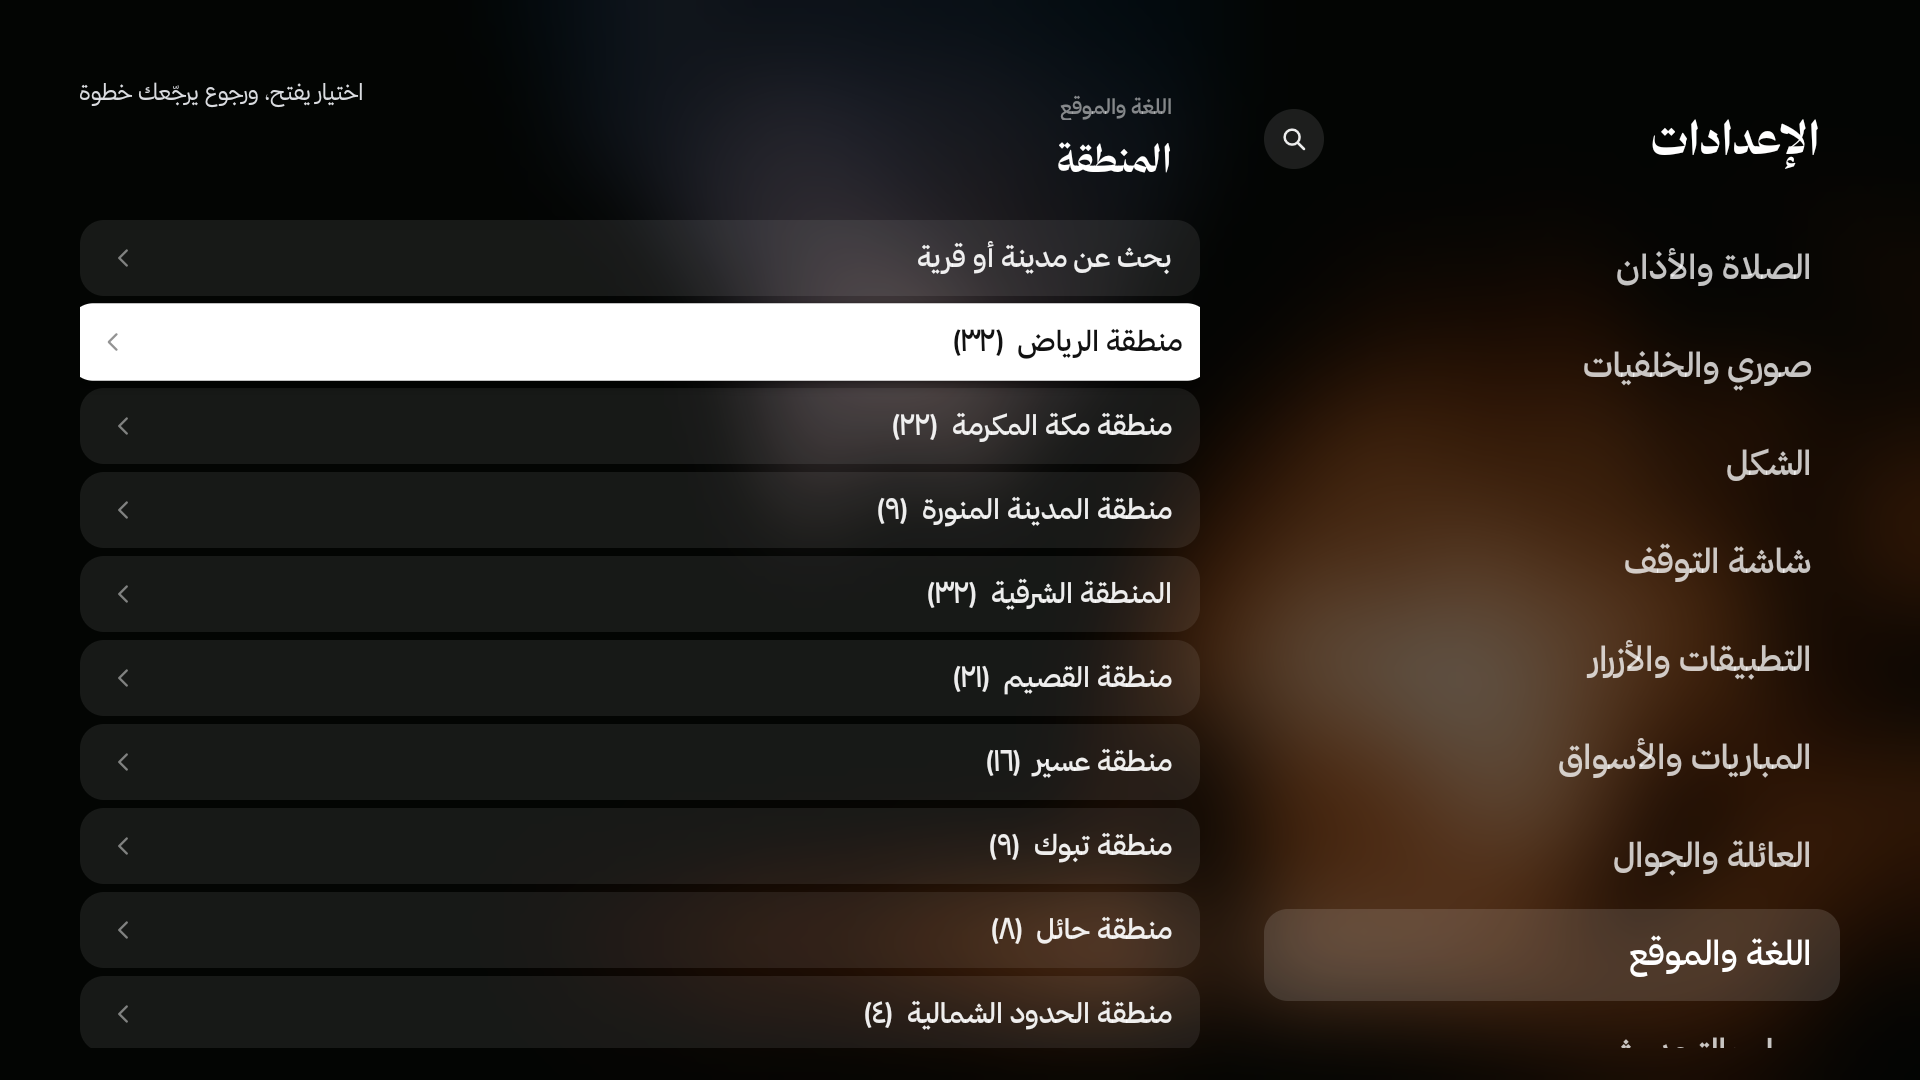 الإعدادات
الصلاة والأذان
صوري والخلفيات
الشكل
شاشة التوقف
التطبيقات والأزرار
المباريات والأسواق
العائلة والجوال
اللغة والموقع
اختيار يفتح، ورجوع يرجّعك خطوة
اللغة والموقع
المنطقة
بحث عن مدينة أو قرية
منطقة الرياض (٣٢)
منطقة مكة المكرمة (٢٢)
منطقة المدينة المنورة (٩)
المنطقة الشرقية (٣٢)
منطقة القصيم (٢١)
منطقة عسير (١٦)
منطقة تبوك (٩)
منطقة حائل (٨)
منطقة الحدود الشمالية (٤)